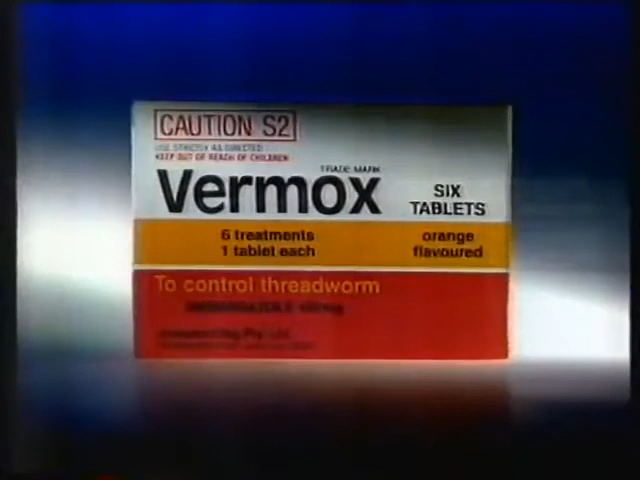 CAUTION S2
USE STRICTLY AS DIRECTED
KEEP OUT OF REACH OF CHILDREN
TRADE MARK
Vermox
SIX
TABLETS
6 treatments
1 tablet each
orange
flavoured
To control threadworm